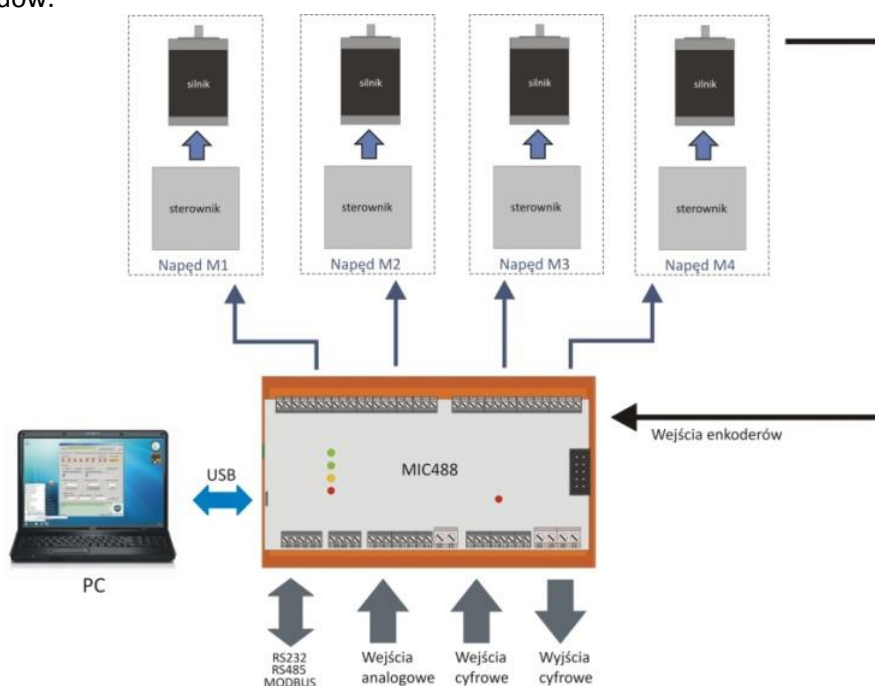 silnik
silnik
silnik
silnik
sterownik
sterownik
sterownik
sterownik
Napęd M1
Napęd M2
Napęd M3
Napęd M4
Wejścia enkoderów
USB
MIC488
PC
RS232
RS485
MODBUS
Wejścia
analogowe
Wejścia
cyfrowe
Wyjścia
cyfrowe